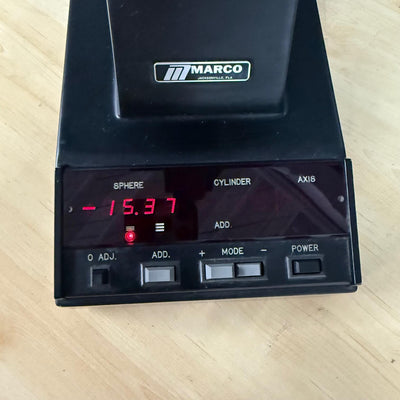 MARCO
JACKSONVILLE, FLA.
SPHERE CYLINDER AXIS
- 15.37
ADD.
0 ADJ. ADD. + MODE - POWER